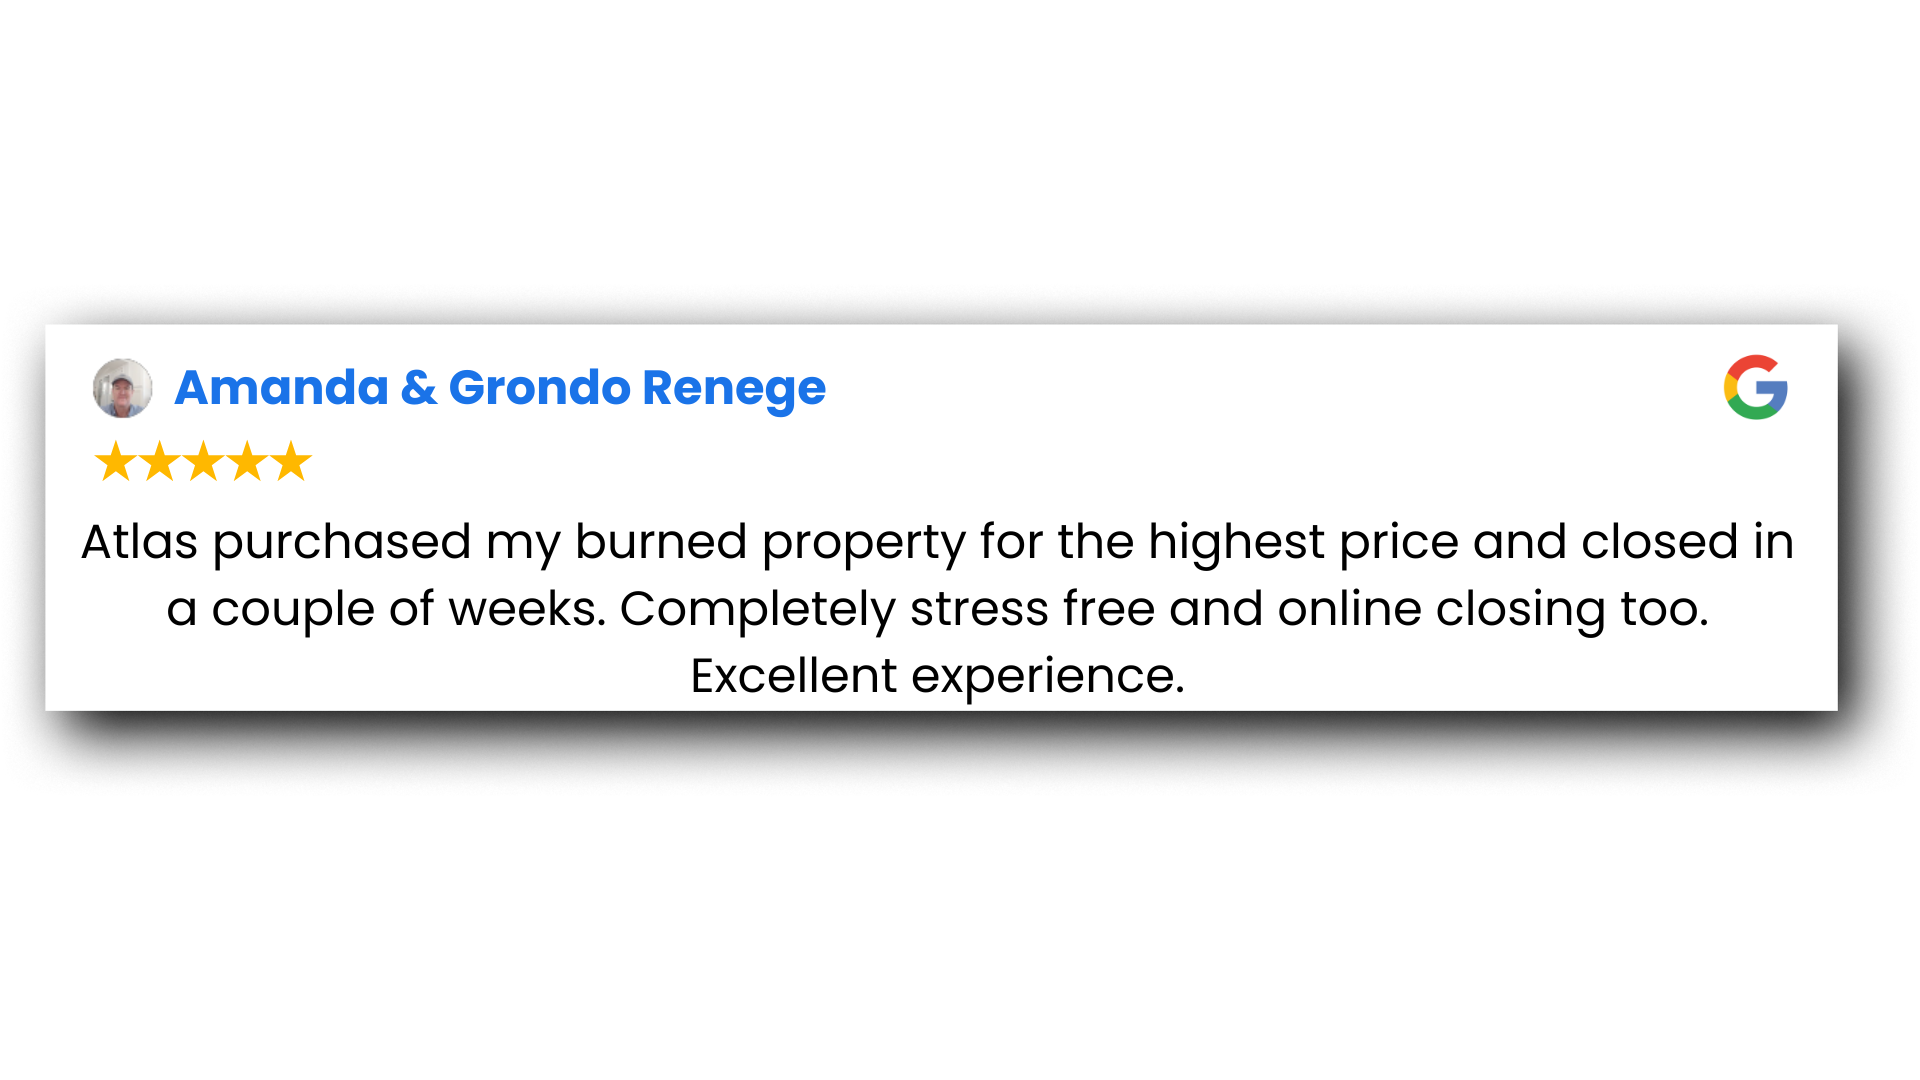 Amanda & Grondo Renege
★★★★★
Atlas purchased my burned property for the highest price and closed in
a couple of weeks. Completely stress free and online closing too.
Excellent experience.